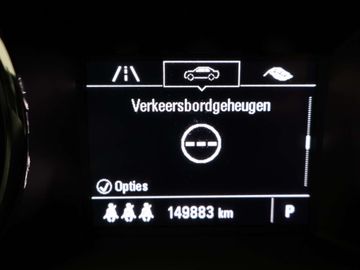 Verkeersbordgeheugen
---
Opties
149883 km
P